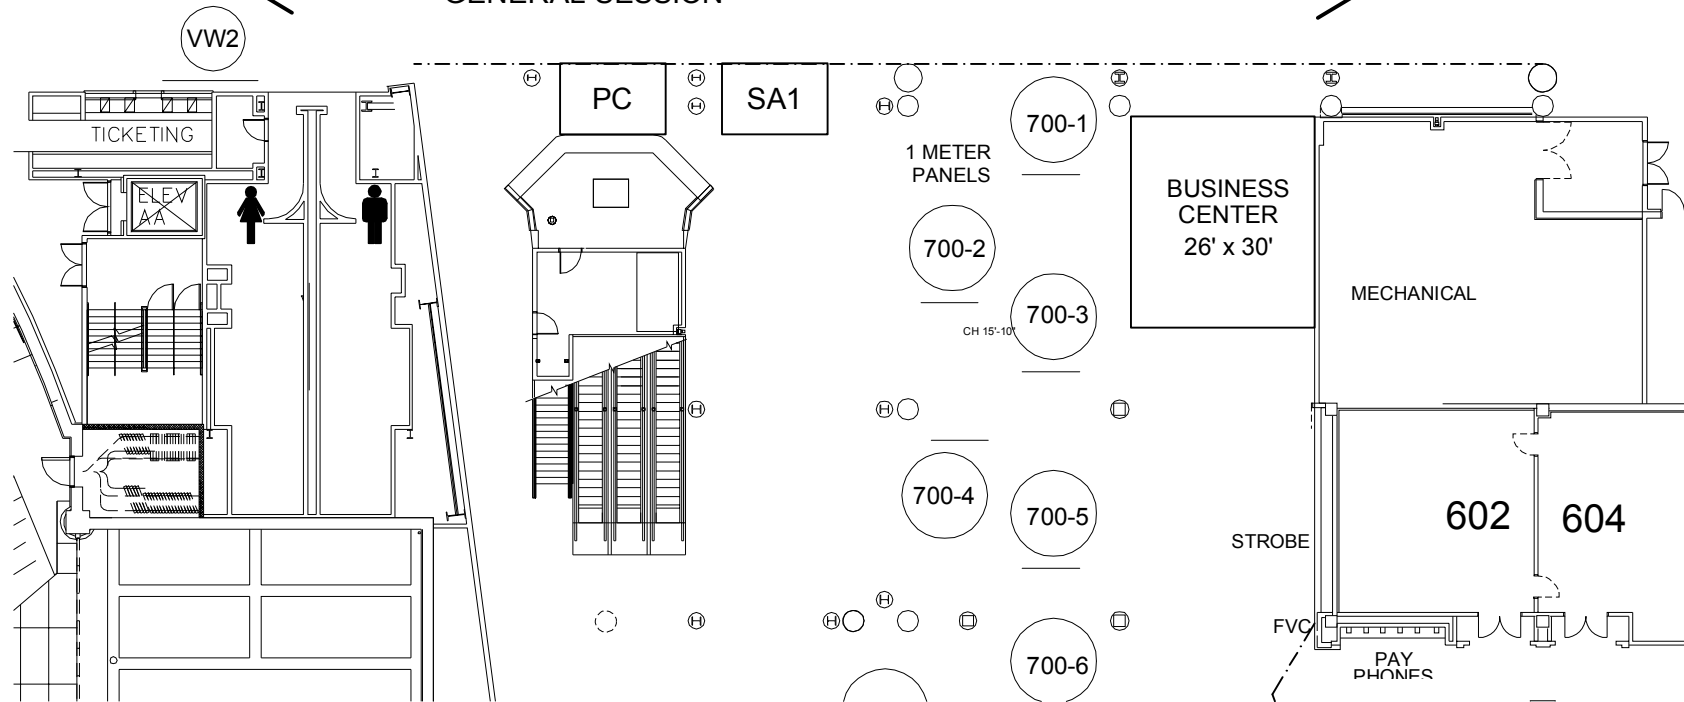 GENERAL SESSION
VW2
PC
SA1
TICKETING
700-1
1 METER
PANELS
ELEV
AA
BUSINESS
CENTER
26' x 30'
700-2
700-3
CH 15'-10"
MECHANICAL
700-4
700-5
602
604
STROBE
FVC
700-6
PAY
PHONES